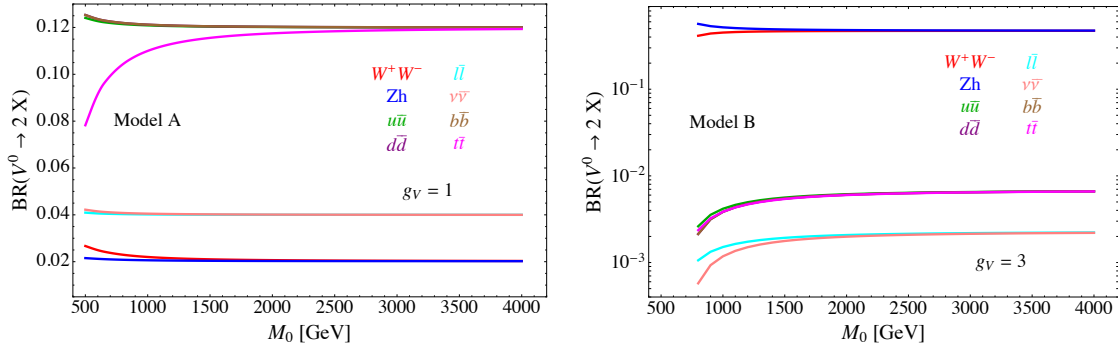 BR(V⁰ → 2 X)
0.12
0.10
0.08
0.06
0.04
0.02
Model A
W⁺W⁻ ll̄
Zh νν̄
uū bb̄
dd̄ tt̄
g_V = 1
500 1000 1500 2000 2500 3000 3500 4000
M₀ [GeV]
BR(V⁰ → 2 X)
10⁻¹
10⁻²
10⁻³
Model B
W⁺W⁻ ll̄
Zh νν̄
uū bb̄
dd̄ tt̄
g_V = 3
500 1000 1500 2000 2500 3000 3500 4000
M₀ [GeV]